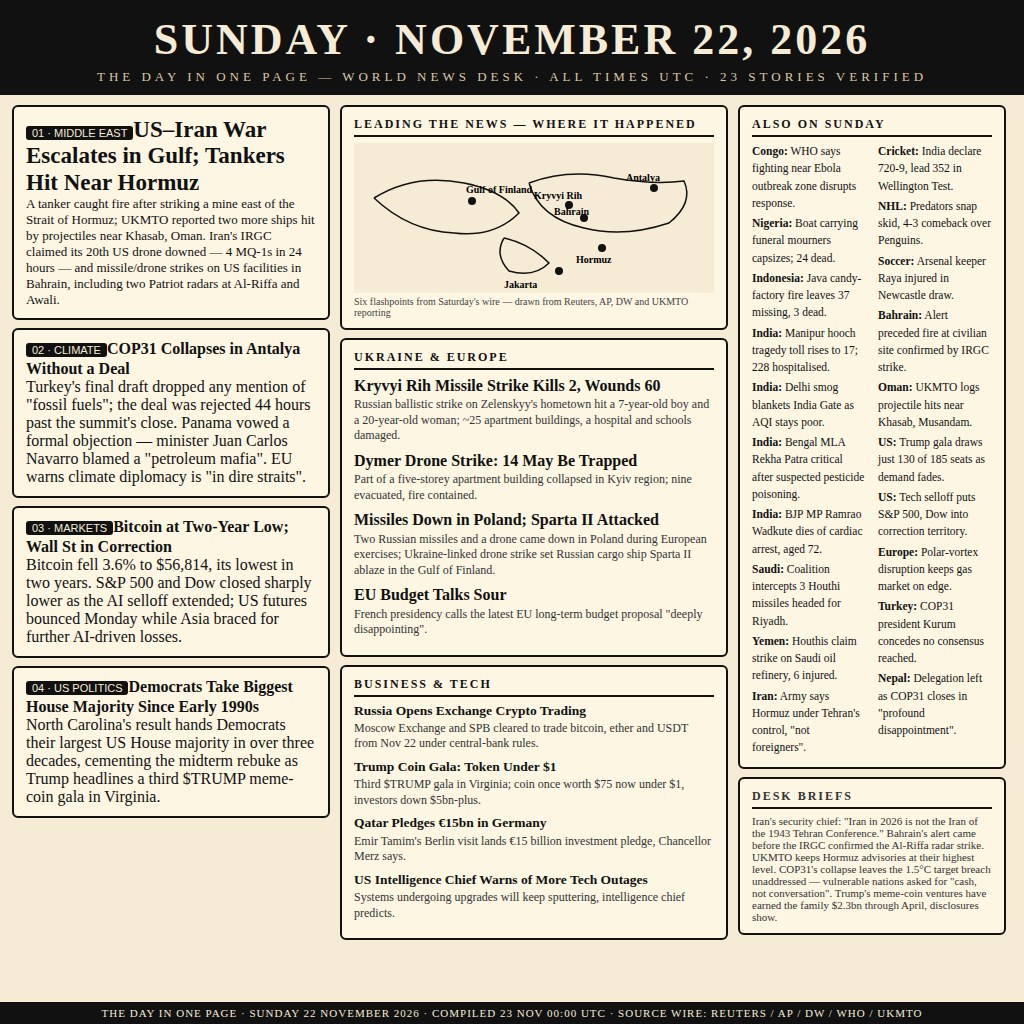 SUNDAY · NOVEMBER 22, 2026
THE DAY IN ONE PAGE — WORLD NEWS DESK · ALL TIMES UTC · 23 STORIES VERIFIED
01 · MIDDLE EAST US–Iran War
Escalates in Gulf; Tankers
Hit Near Hormuz
A tanker caught fire after striking a mine east of the
Strait of Hormuz; UKMTO reported two more ships hit
by projectiles near Khasab, Oman. Iran's IRGC
claimed its 20th US drone downed — 4 MQ-1s in 24
hours — and missile/drone strikes on US facilities in
Bahrain, including two Patriot radars at Al-Riffa and
Awali.
02 · CLIMATE COP31 Collapses in Antalya
Without a Deal
Turkey's final draft dropped any mention of
"fossil fuels"; the deal was rejected 44 hours
past the summit's close. Panama vowed a
formal objection — minister Juan Carlos
Navarro blamed a "petroleum mafia". EU
warns climate diplomacy is "in dire straits".
03 · MARKETS Bitcoin at Two-Year Low;
Wall St in Correction
Bitcoin fell 3.6% to $56,814, its lowest in
two years. S&P 500 and Dow closed sharply
lower as the AI selloff extended; US futures
bounced Monday while Asia braced for
further AI-driven losses.
04 · US POLITICS Democrats Take Biggest
House Majority Since Early 1990s
North Carolina's result hands Democrats
their largest US House majority in over three
decades, cementing the midterm rebuke as
Trump headlines a third $TRUMP meme-
coin gala in Virginia.
LEADING THE NEWS — WHERE IT HAPPENED
Antalya
Gulf of Finland
Kryvyi Rih
Bahrain
Hormuz
Jakarta
Six flashpoints from Saturday's wire — drawn from Reuters, AP, DW and UKMTO
reporting
UKRAINE & EUROPE
Kryvyi Rih Missile Strike Kills 2, Wounds 60
Russian ballistic strike on Zelenskyy's hometown hit a 7-year-old boy and
a 20-year-old woman; ~25 apartment buildings, a hospital and schools
damaged.
Dymer Drone Strike: 14 May Be Trapped
Part of a five-storey apartment building collapsed in Kyiv region; nine
evacuated, fire contained.
Missiles Down in Poland; Sparta II Attacked
Two Russian missiles and a drone came down in Poland during European
exercises; Ukraine-linked drone strike set Russian cargo ship Sparta II
ablaze in the Gulf of Finland.
EU Budget Talks Sour
French presidency calls the latest EU long-term budget proposal "deeply
disappointing".
BUSINESS & TECH
Russia Opens Exchange Crypto Trading
Moscow Exchange and SPB cleared to trade bitcoin, ether and USDT
from Nov 22 under central-bank rules.
Trump Coin Gala: Token Under $1
Third $TRUMP gala in Virginia; coin once worth $75 now under $1,
investors down $5bn-plus.
Qatar Pledges €15bn in Germany
Emir Tamim's Berlin visit lands €15 billion investment pledge, Chancellor
Merz says.
US Intelligence Chief Warns of More Tech Outages
Systems undergoing upgrades will keep sputtering, intelligence chief
predicts.
ALSO ON SUNDAY
Congo: WHO says
fighting near Ebola
outbreak zone disrupts
response.
Nigeria: Boat carrying
funeral mourners
capsizes; 24 dead.
Indonesia: Java candy-
factory fire leaves 37
missing, 3 dead.
India: Manipur hooch
tragedy toll rises to 17;
228 hospitalised.
India: Delhi smog
blankets India Gate as
AQI stays poor.
India: Bengal MLA
Rekha Patra critical
after suspected pesticide
poisoning.
India: BJP MP Ramrao
Wadkute dies of cardiac
arrest, aged 72.
Saudi: Coalition
intercepts 3 Houthi
missiles headed for
Riyadh.
Yemen: Houthis claim
strike on Saudi oil
refinery, 6 injured.
Iran: Army says
Hormuz under Tehran's
control, "not
foreigners".
Cricket: India declare
720-9, lead 352 in
Wellington Test.
NHL: Predators snap
skid, 4-3 comeback over
Penguins.
Soccer: Arsenal keeper
Raya injured in
Newcastle draw.
Bahrain: Alert
preceded fire at civilian
site confirmed by IRGC
strike.
Oman: UKMTO logs
projectile hits near
Khasab, Musandam.
US: Trump gala draws
just 130 of 185 seats as
demand fades.
US: Tech selloff puts
S&P 500, Dow into
correction territory.
Europe: Polar-vortex
disruption keeps gas
market on edge.
Turkey: COP31
president Kurum
concedes no consensus
reached.
Nepal: Delegation left
as COP31 closes in
"profound
disappointment".
DESK BRIEFS
Iran's security chief: "Iran in 2026 is not the Iran of
the 1943 Tehran Conference." Bahrain's alert came
before the IRGC confirmed the Al-Riffa radar strike.
UKMTO keeps Hormuz advisories at their highest
level. COP31's collapse leaves the 1.5°C target breach
unaddressed — vulnerable nations asked for "cash,
not conversation". Trump's meme-coin ventures have
earned the family $2.3bn through April, disclosures
show.
THE DAY IN ONE PAGE · SUNDAY 22 NOVEMBER 2026 · COMPILED 23 NOV 00:00 UTC · SOURCE WIRE: REUTERS / AP / DW / WHO / UKMTO